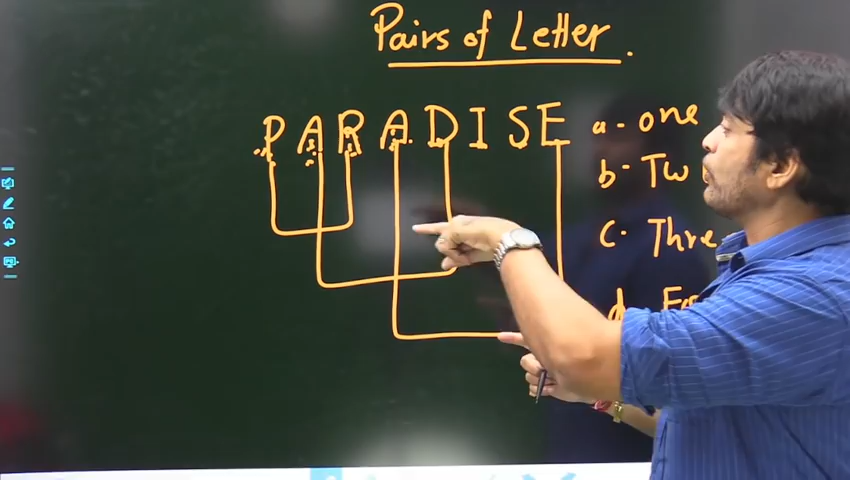 Pairs of Letter.
PARADISE
a - one
b - Tw
c. Thre
d